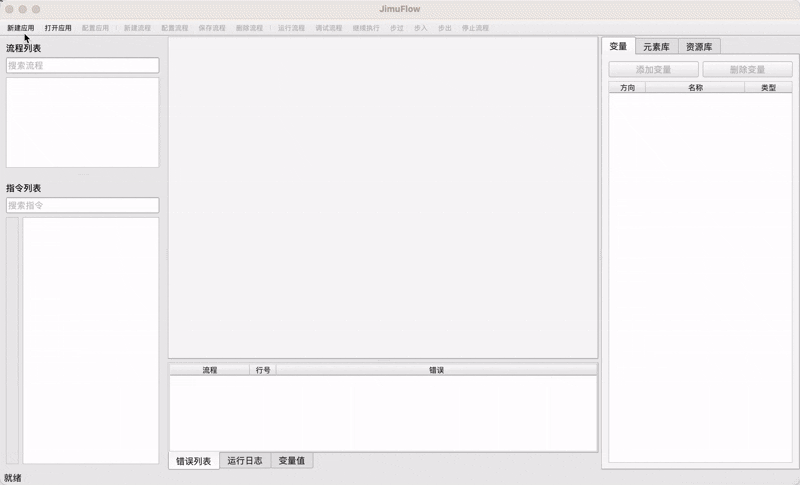 JimuFlow
新建应用 打开应用 配置应用 新建流程 配置流程 保存流程 删除流程 运行流程 调试流程 继续执行 步过 步入 步出 停止流程
流程列表
搜索流程
指令列表
搜索指令
流程 行号 错误
错误列表 运行日志 变量值
变量 元素库 资源库
添加变量 删除变量
方向 名称 类型
就绪